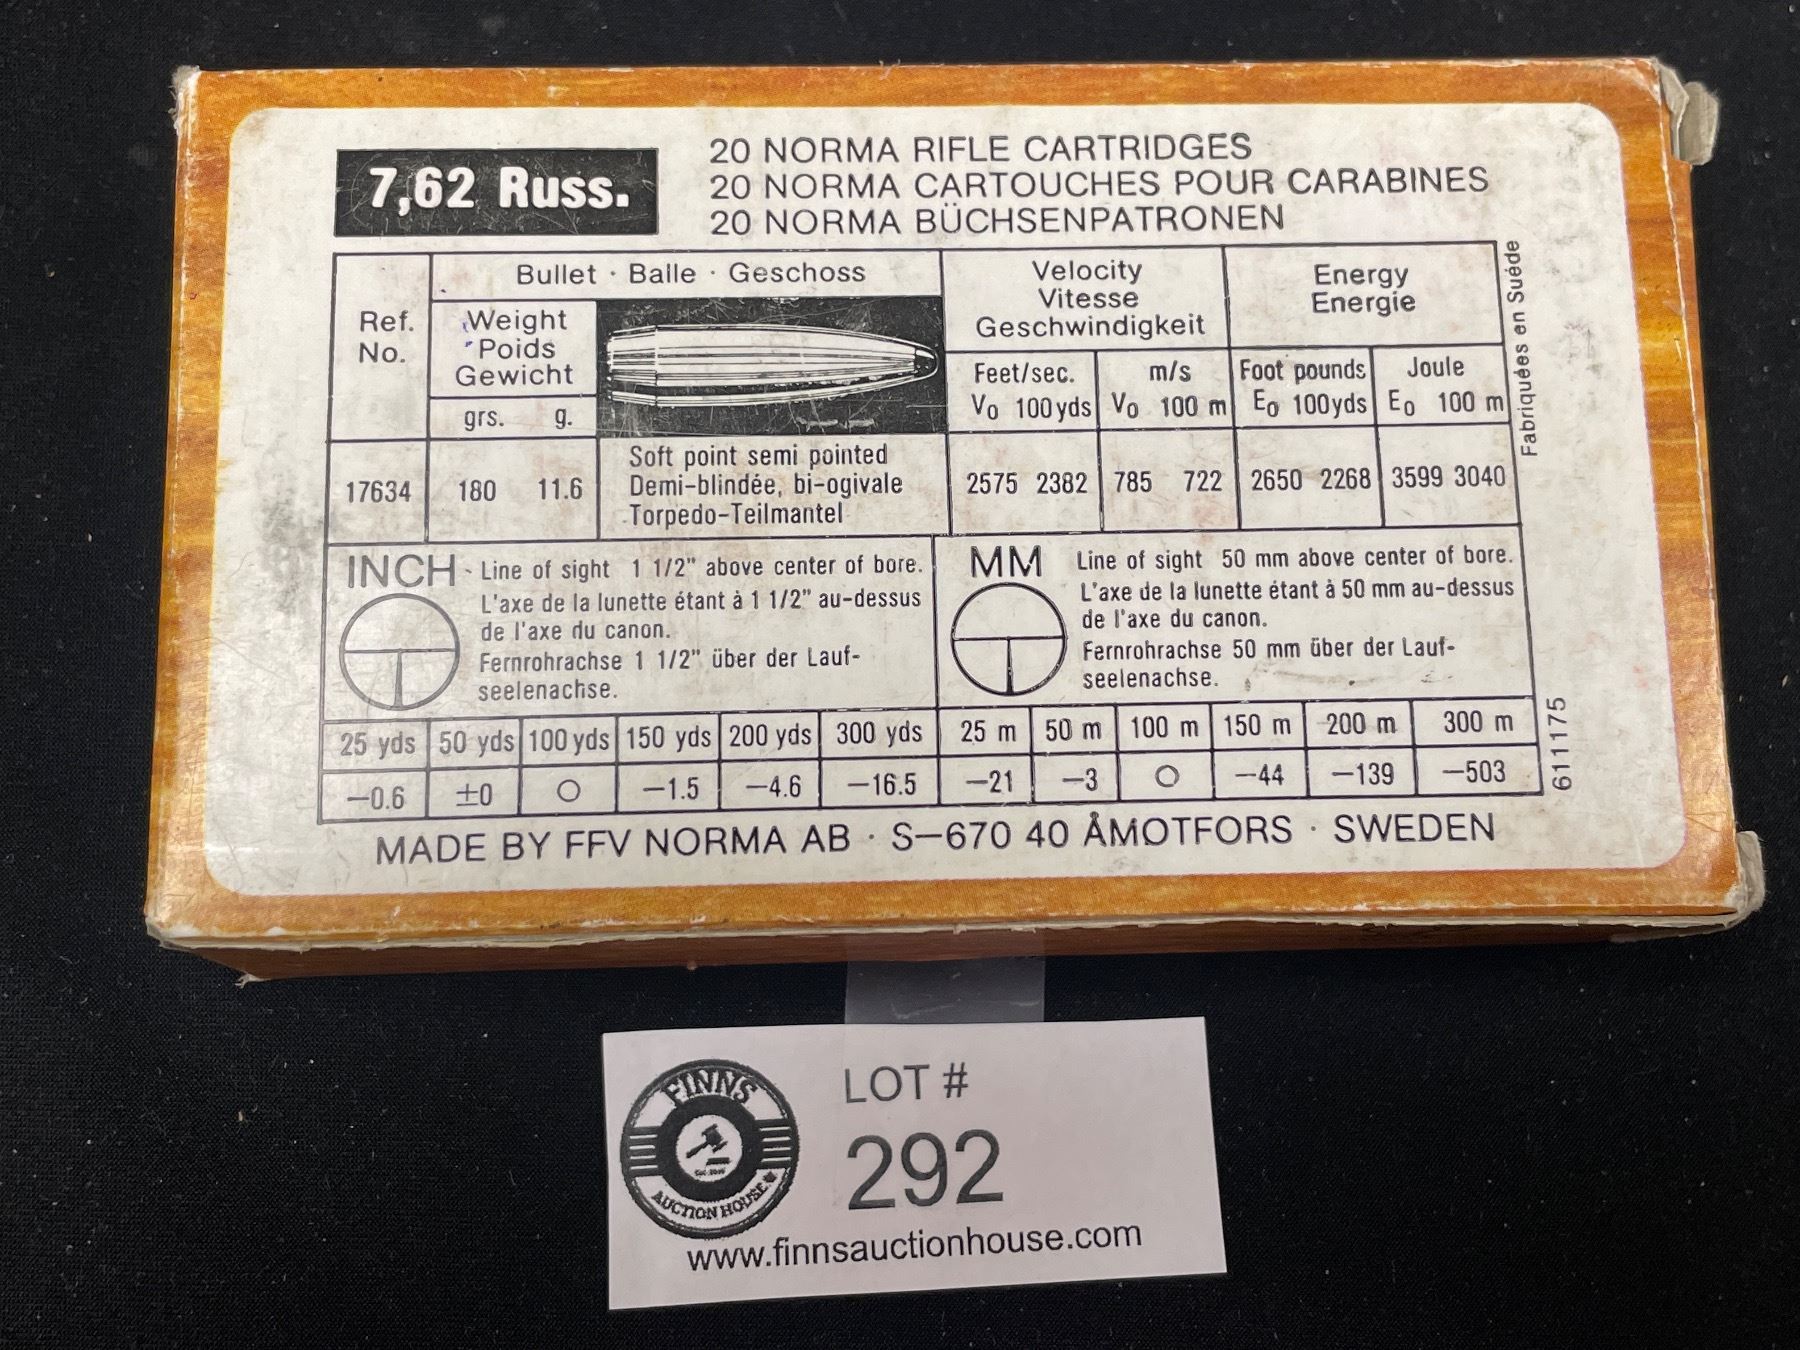 7,62 Russ.
20 NORMA RIFLE CARTRIDGES
20 NORMA CARTOUCHES POUR CARABINES
20 NORMA BÜCHSENPATRONEN
Ref. No.
Bullet · Balle · Geschoss
Weight
Poids
Gewicht
grs. g.
Velocity
Vitesse
Geschwindigkeit
Feet/sec. m/s
V0 100yds V0 100 m
Energy
Energie
Foot pounds Joule
E0 100yds E0 100 m
17634 180 11.6
Soft point semi pointed
Demi-blindée, bi-ogivale
Torpedo-Teilmantel
2575 2382 785 722 2650 2268 3599 3040
Fabriquées en Suéde
INCH - Line of sight 1 1/2" above center of bore.
L'axe de la lunette étant à 1 1/2" au-dessus
de l'axe du canon.
Fernrohrachse 1 1/2" über der Lauf-
seelenachse.
MM Line of sight 50 mm above center of bore.
L'axe de la lunette étant à 50 mm au-dessus
de l'axe du canon.
Fernrohrachse 50 mm über der Lauf-
seelenachse.
25 yds 50 yds 100 yds 150 yds 200 yds 300 yds 25 m 50 m 100 m 150 m 200 m 300 m
−0.6 ±0 O −1.5 −4.6 −16.5 −21 −3 O −44 −139 −503
611175
MADE BY FFV NORMA AB · S−670 40 ÅMOTFORS · SWEDEN
FINNS
AUCTION HOUSE
LOT #
292
www.finnsauctionhouse.com